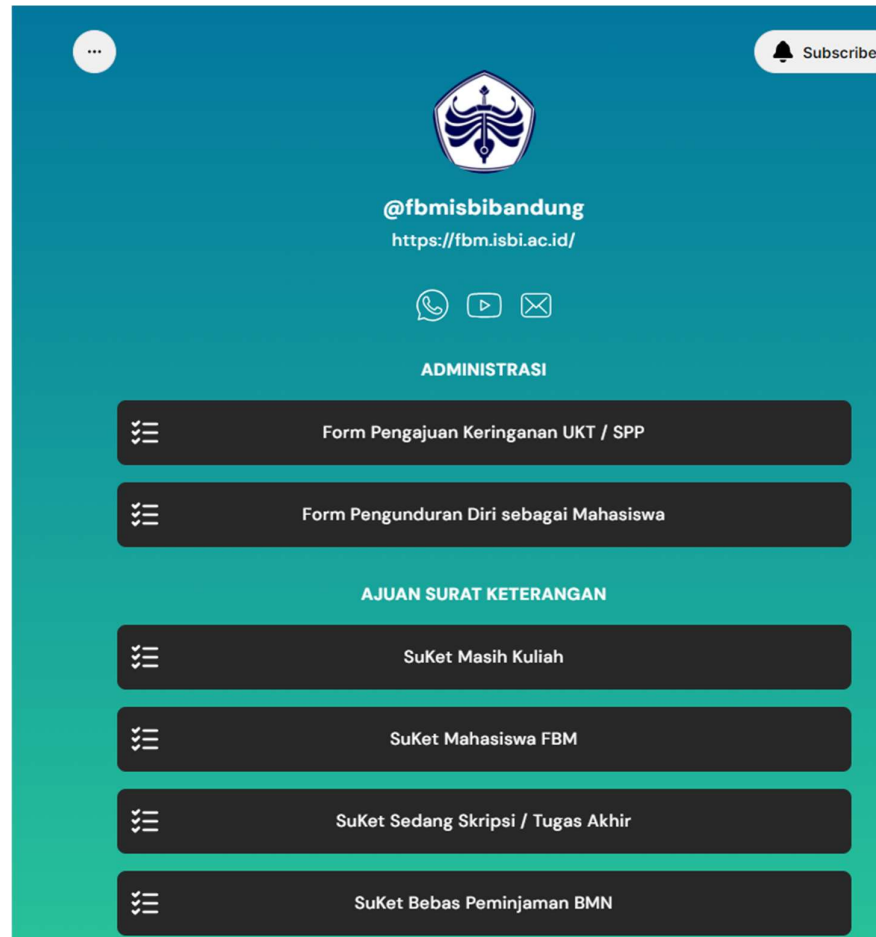 Subscribe
@fbmisbibandung
https://fbm.isbi.ac.id/
ADMINISTRASI
Form Pengajuan Keringanan UKT / SPP
Form Pengunduran Diri sebagai Mahasiswa
AJUAN SURAT KETERANGAN
SuKet Masih Kuliah
SuKet Mahasiswa FBM
SuKet Sedang Skripsi / Tugas Akhir
SuKet Bebas Peminjaman BMN